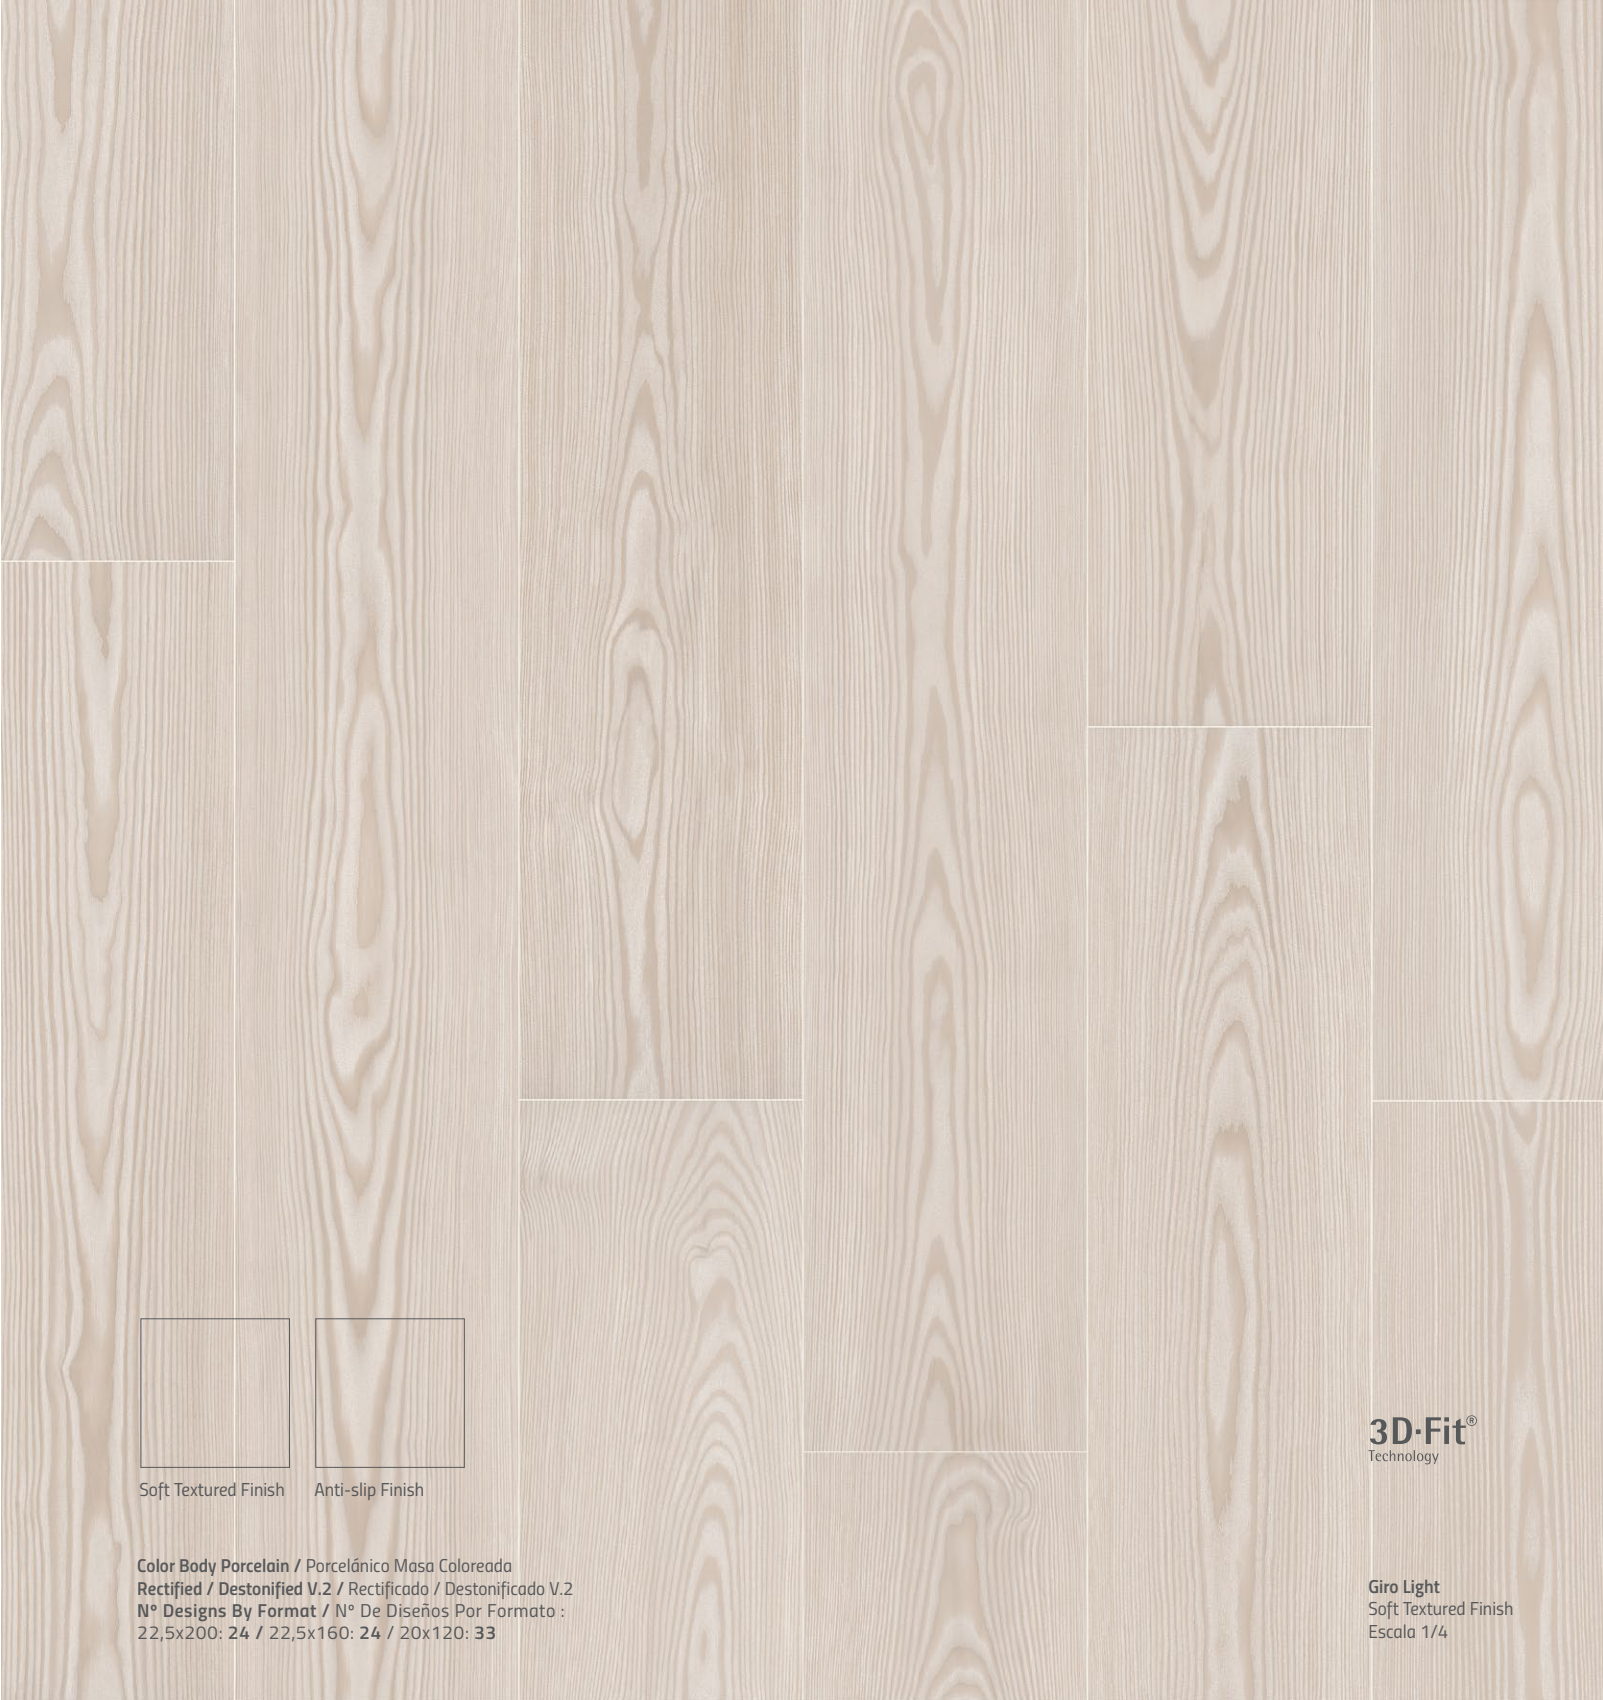 3D·Fit®
Technology
Soft Textured Finish
Anti-slip Finish
Color Body Porcelain / Porcelánico Masa Coloreada
Rectified / Destonified V.2 / Rectificado / Destonificado V.2
Nº Designs By Format / Nº De Diseños Por Formato :
22,5x200: 24 / 22,5x160: 24 / 20x120: 33
Giro Light
Soft Textured Finish
Escala 1/4